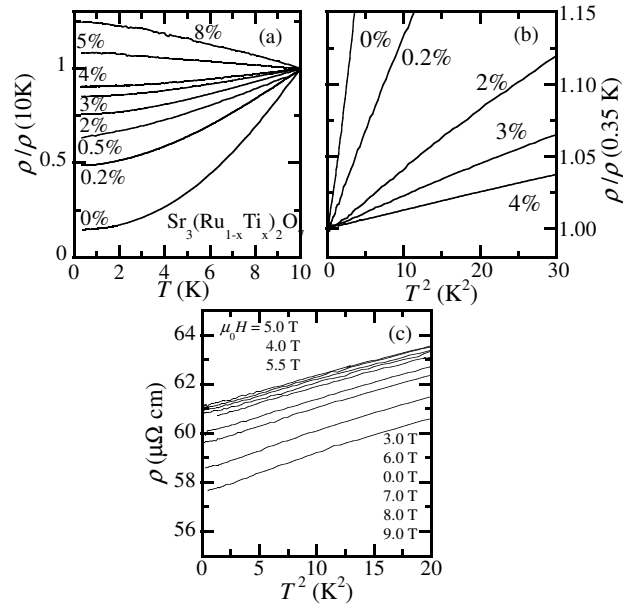 (a)
8%
5%
4%
3%
2%
0.5%
0.2%
0%
Sr₃(Ru₁₋ₓTiₓ)₂O₇
ρ/ρ (10K)
1
0.5
0
0 2 4 6 8 10
T (K)
(b)
0%
0.2%
2%
3%
4%
1.15
1.10
1.05
1.00
ρ/ρ (0.35 K)
0 10 20 30
T² (K²)
(c)
μ₀H = 5.0 T
4.0 T
5.5 T
3.0 T
6.0 T
0.0 T
7.0 T
8.0 T
9.0 T
ρ (μΩ cm)
64
62
60
58
56
0 5 10 15 20
T² (K²)